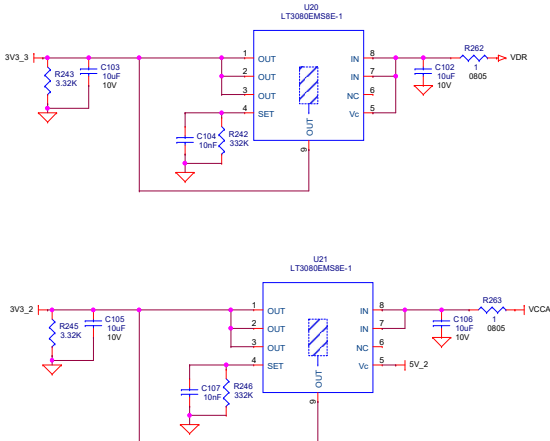 U20
LT3080EMS8E-1
3V3_3
R243
3.32K
C103
10uF
10V
1
OUT
2
OUT
3
OUT
4
SET
8
IN
7
IN
6
NC
5
Vc
OUT
9
C104
10nF
R242
332K
C102
10uF
10V
R262
1
0805
VDR
U21
LT3080EMS8E-1
3V3_2
R245
3.32K
C105
10uF
10V
1
OUT
2
OUT
3
OUT
4
SET
8
IN
7
IN
6
NC
5
Vc
5V_2
OUT
9
C107
10nF
R246
332K
C106
10uF
10V
R263
1
0805
VCCA